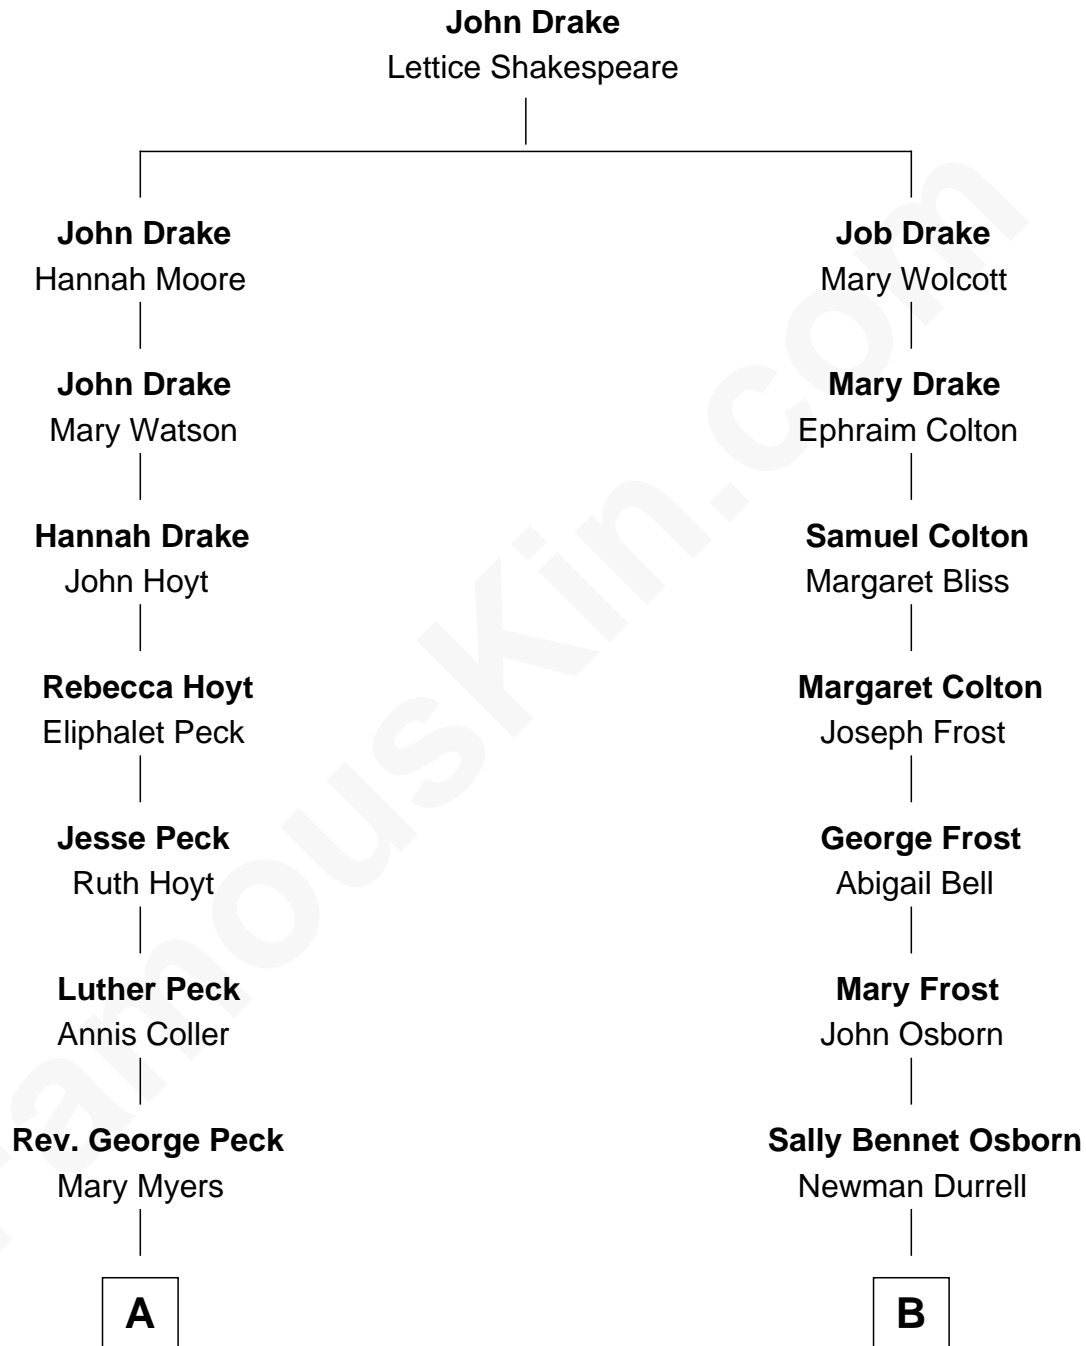 John Drake
Lettice Shakespeare
John Drake
Hannah Moore
John Drake
Mary Watson
Hannah Drake
John Hoyt
Rebecca Hoyt
Eliphalet Peck
Jesse Peck
Ruth Hoyt
Luther Peck
Annis Coller
Rev. George Peck
Mary Myers
A
Job Drake
Mary Wolcott
Mary Drake
Ephraim Colton
Samuel Colton
Margaret Bliss
Margaret Colton
Joseph Frost
George Frost
Abigail Bell
Mary Frost
John Osborn
Sally Bennet Osborn
Newman Durrell
B
FamousKin.com